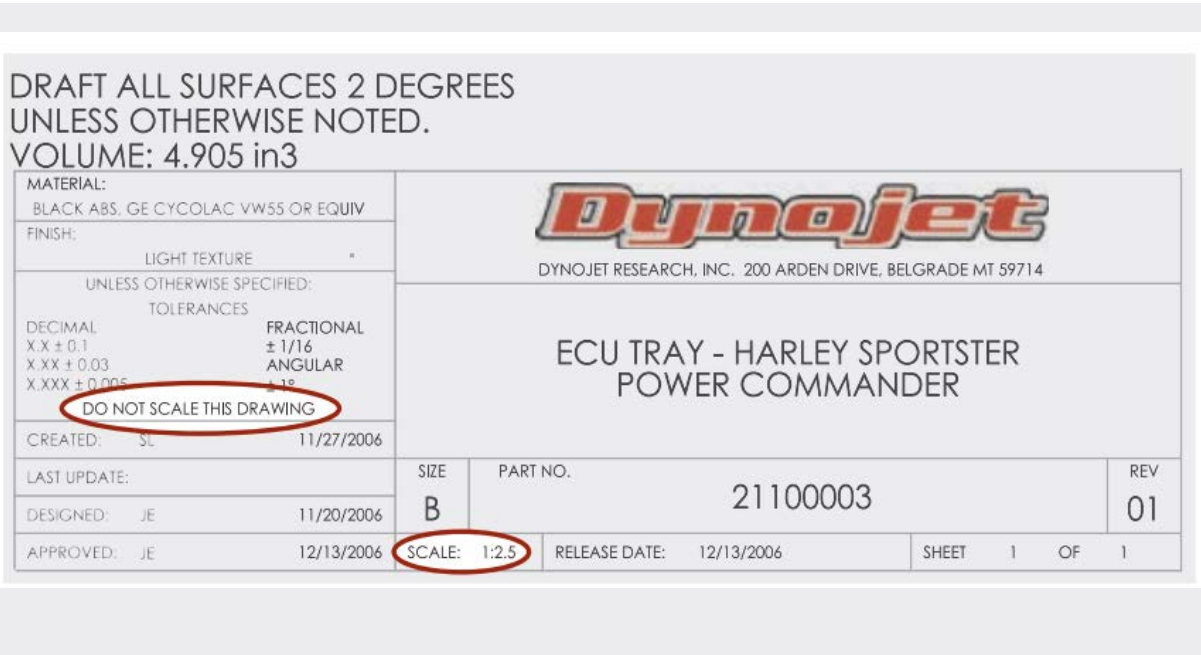 DRAFT ALL SURFACES 2 DEGREES
UNLESS OTHERWISE NOTED.
VOLUME: 4.905 in3
MATERIAL:
BLACK ABS, GE CYCOLAC VW55 OR EQUIV
FINISH:
LIGHT TEXTURE
UNLESS OTHERWISE SPECIFIED:
TOLERANCES
DECIMAL FRACTIONAL
X.X ± 0.1 ± 1/16
X.XX ± 0.03 ANGULAR
X.XXX ± 0.005 ± 1°
DO NOT SCALE THIS DRAWING
CREATED: SL 11/27/2006
LAST UPDATE:
DESIGNED: JE 11/20/2006
APPROVED: JE 12/13/2006
Dynojet
DYNOJET RESEARCH, INC. 200 ARDEN DRIVE, BELGRADE MT 59714
ECU TRAY - HARLEY SPORTSTER
POWER COMMANDER
SIZE PART NO. REV
B 21100003 01
SCALE: 1:2.5 RELEASE DATE: 12/13/2006 SHEET 1 OF 1